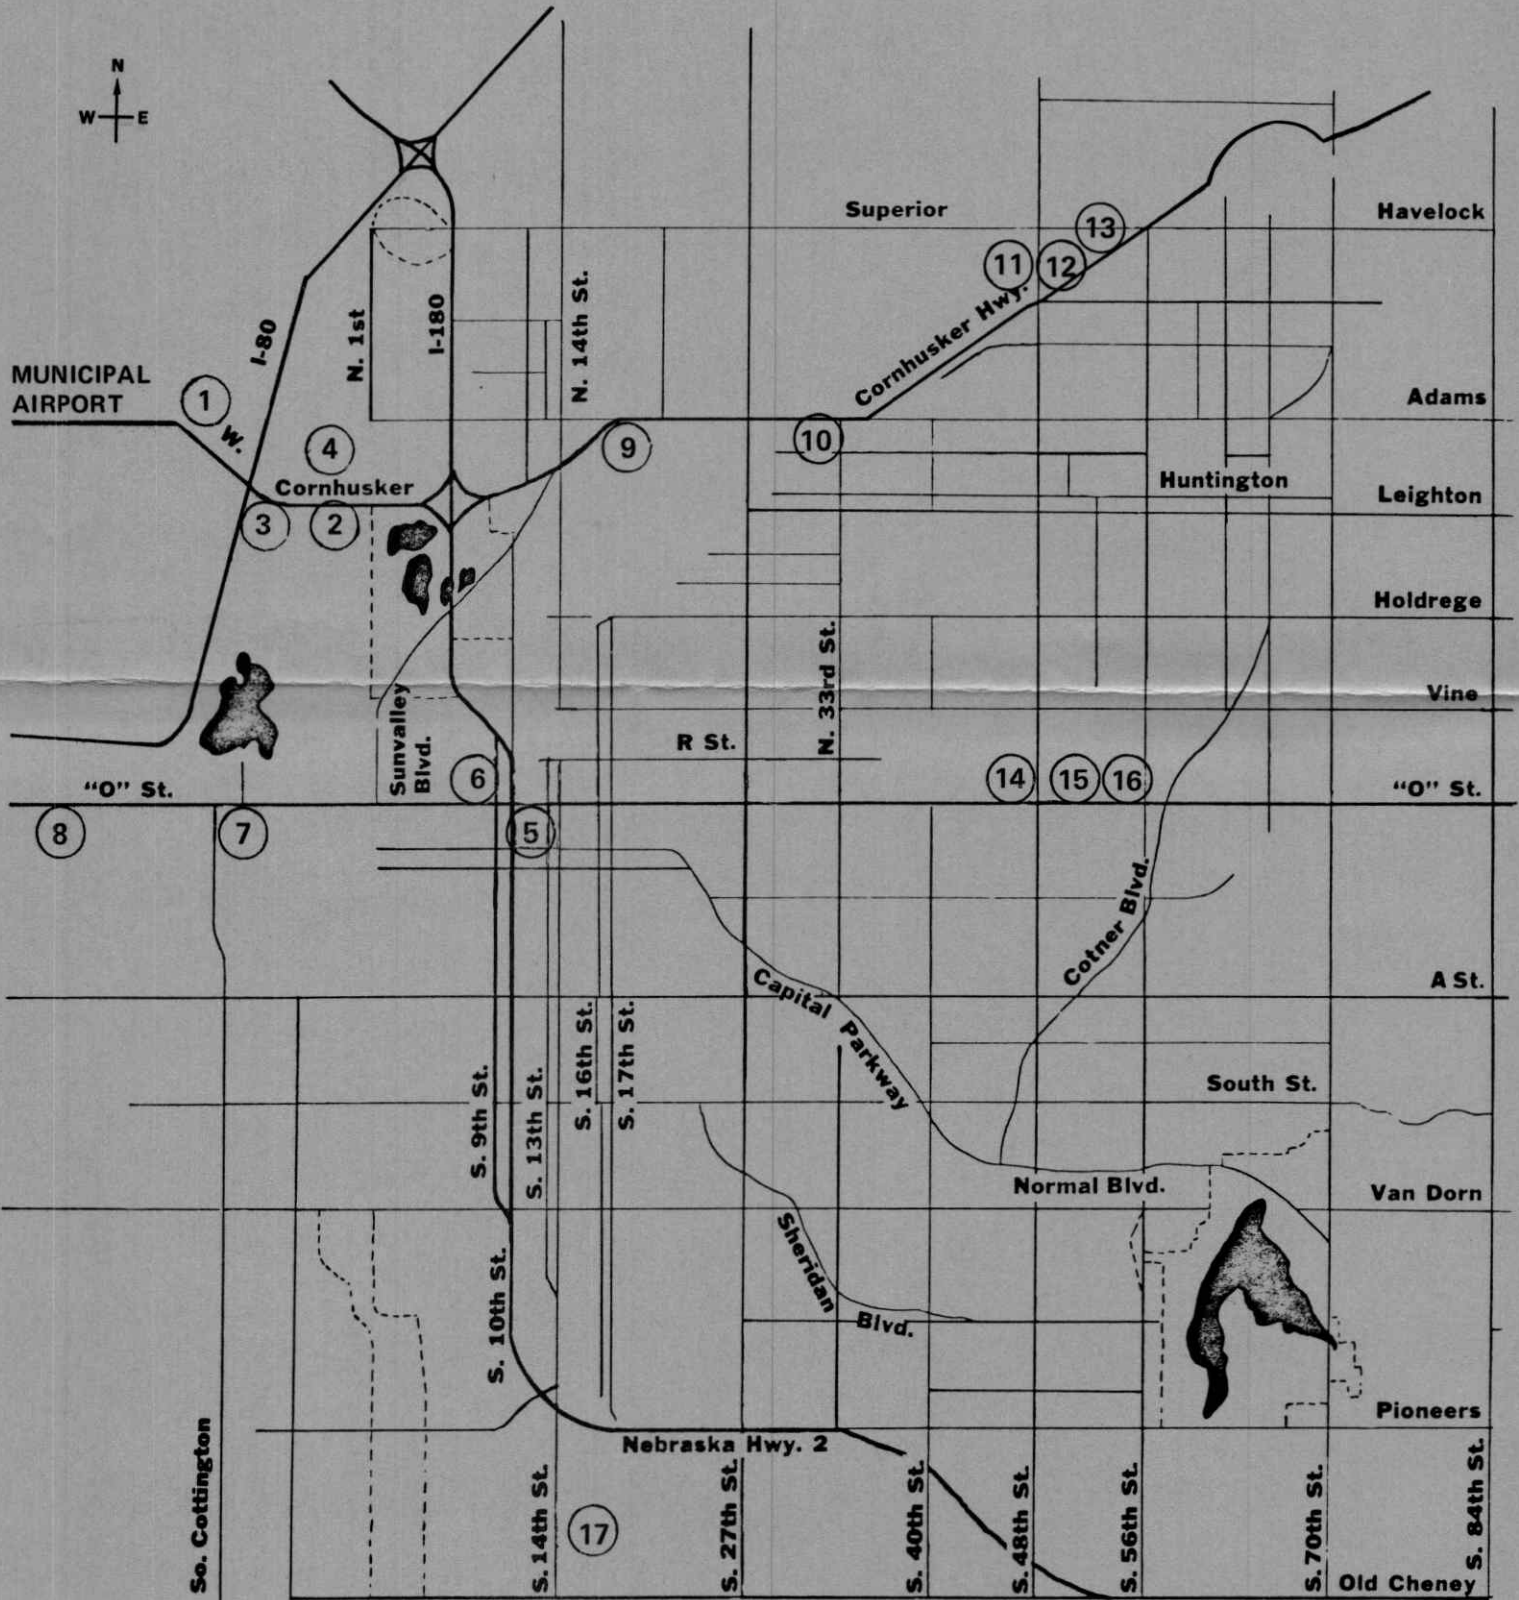 N
W E
Superior
Havelock
13
11
12
N. 14th St.
Cornhusker Hwy.
I-80
N. 1st
I-180
MUNICIPAL
AIRPORT
1
W.
Adams
4
9
10
Cornhusker
Huntington
Leighton
3
2
Holdrege
N. 33rd St.
Vine
Sunvalley
Blvd.
R St.
6
14
15
16
"O" St.
"O" St.
8
7
5
Cotner Blvd.
Capital Parkway
A St.
S. 16th St.
S. 17th St.
S. 9th St.
S. 13th St.
South St.
Normal Blvd.
Van Dorn
Sheridan
Blvd.
S. 10th St.
Pioneers
Nebraska Hwy. 2
So. Cottington
S. 14th St.
17
S. 27th St.
S. 40th St.
S. 48th St.
S. 56th St.
S. 70th St.
S. 84th St.
Old Cheney